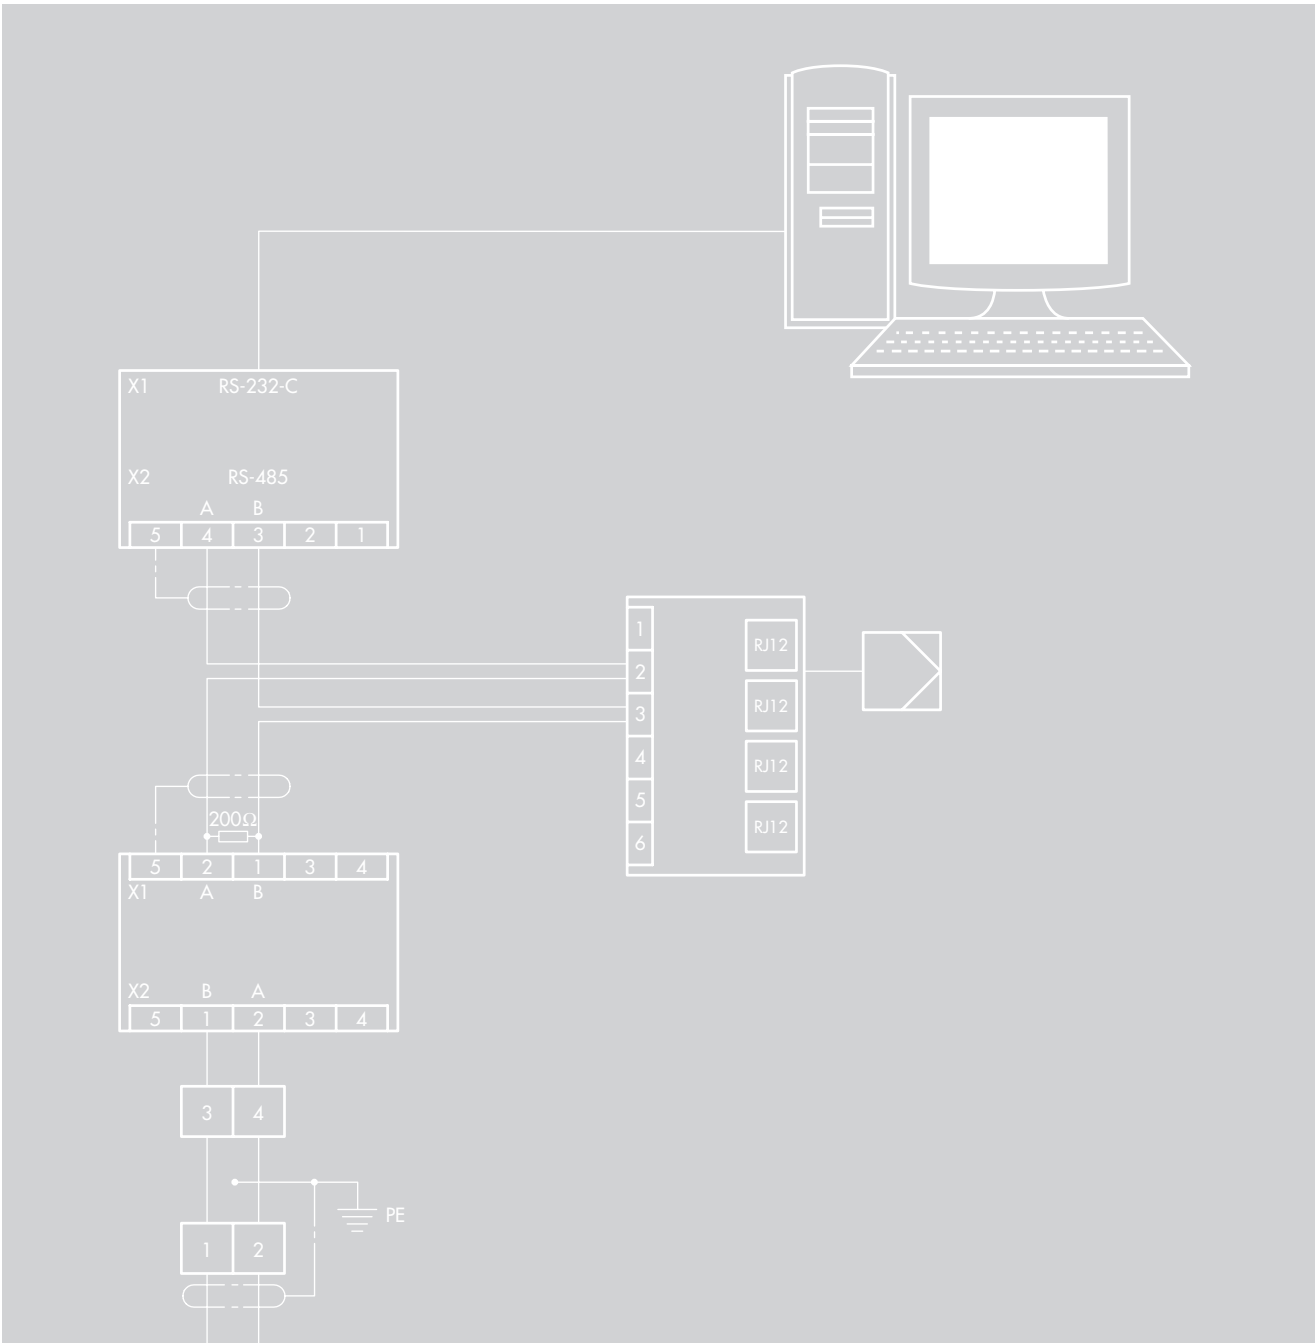 X1 RS-232-C
X2 RS-485
A B
5 4 3 2 1
1
2
3
4
5
6
RJ12
RJ12
RJ12
RJ12
200Ω
5 2 1 3 4
X1 A B
X2 B A
5 1 2 3 4
3 4
PE
1 2